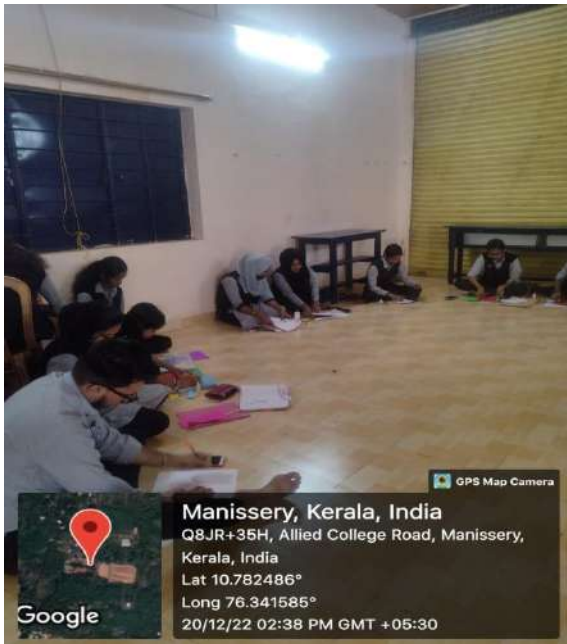 GPS Map Camera
Manissery, Kerala, India
Q8JR+35H, Allied College Road, Manissery,
Kerala, India
Lat 10.782486°
Long 76.341585°
20/12/22 02:38 PM GMT +05:30
Google